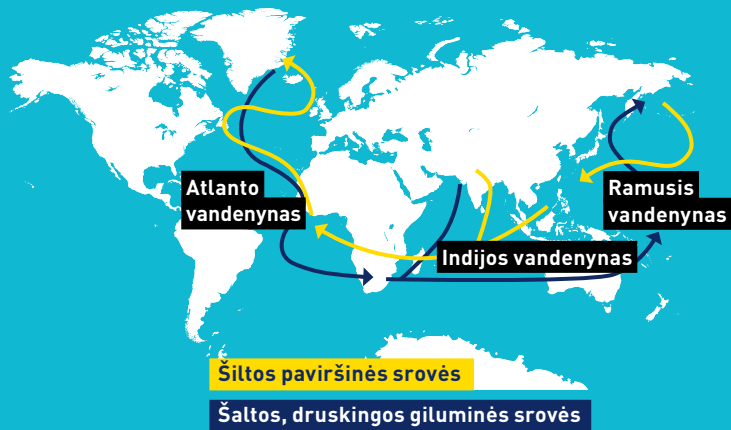 Atlanto
vandenynas
Ramusis
vandenynas
Indijos vandenynas
Šiltos paviršinės srovės
Šaltos, druskingos giluminės srovės